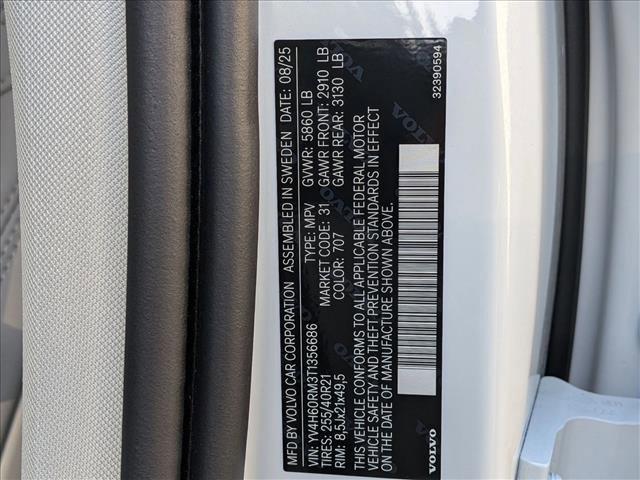 MFD BY VOLVO CAR CORPORATION ASSEMBLED IN SWEDEN DATE: 08/25
VIN: YV4H60RM3T1356686 TYPE: MPV GVWR: 5860 LB
TIRES: 255/40R21 MARKET CODE: 31 GAWR FRONT: 2910 LB
RIM: 8,5Jx21x49,5 COLOR: 707 GAWR REAR: 3130 LB
THIS VEHICLE CONFORMS TO ALL APPLICABLE FEDERAL MOTOR
VEHICLE SAFETY AND THEFT PREVENTION STANDARDS IN EFFECT
ON DATE OF MANUFACTURE SHOWN ABOVE.
VOLVO
32390594